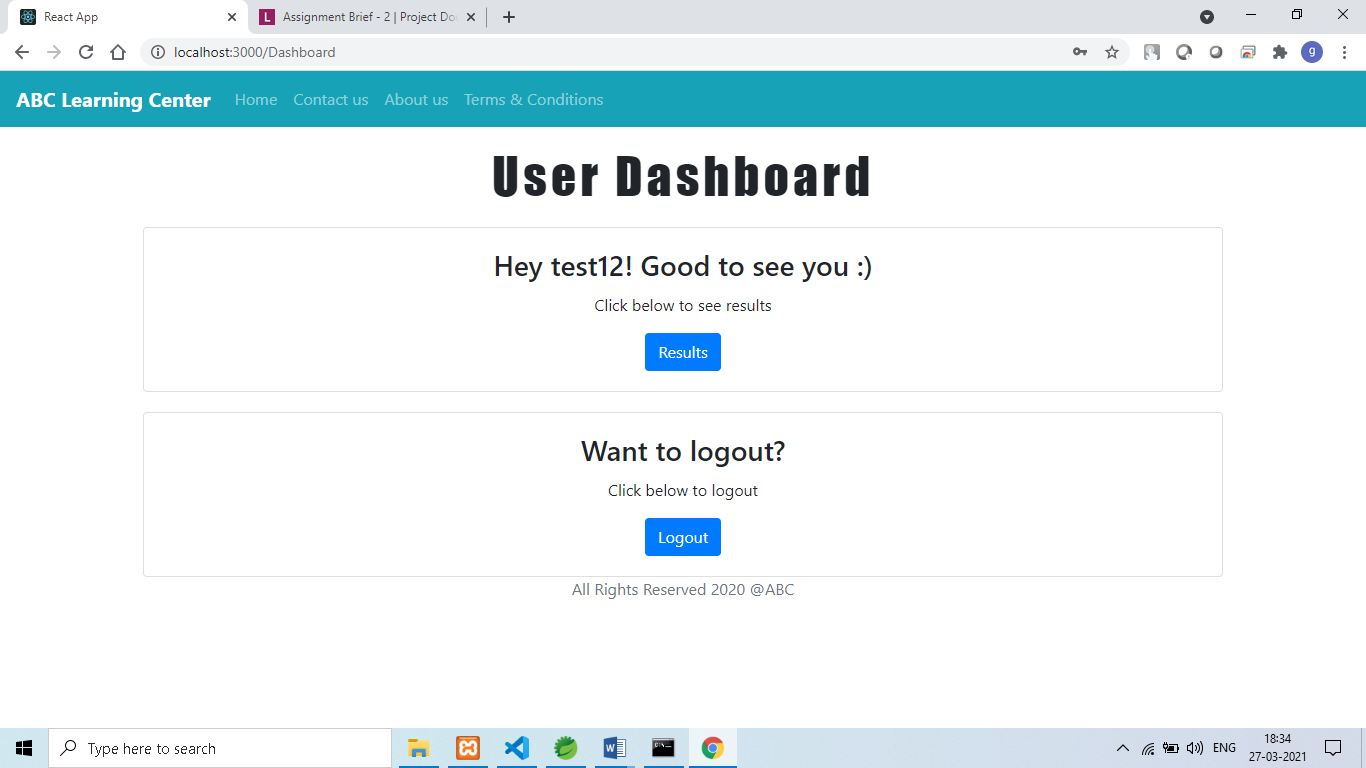 React App
Assignment Brief - 2 | Project Do
localhost:3000/Dashboard
g
ABC Learning Center Home Contact us About us Terms & Conditions
User Dashboard
Hey test12! Good to see you :)
Click below to see results
Results
Want to logout?
Click below to logout
Logout
All Rights Reserved 2020 @ABC
Type here to search
ENG
18:34
27-03-2021